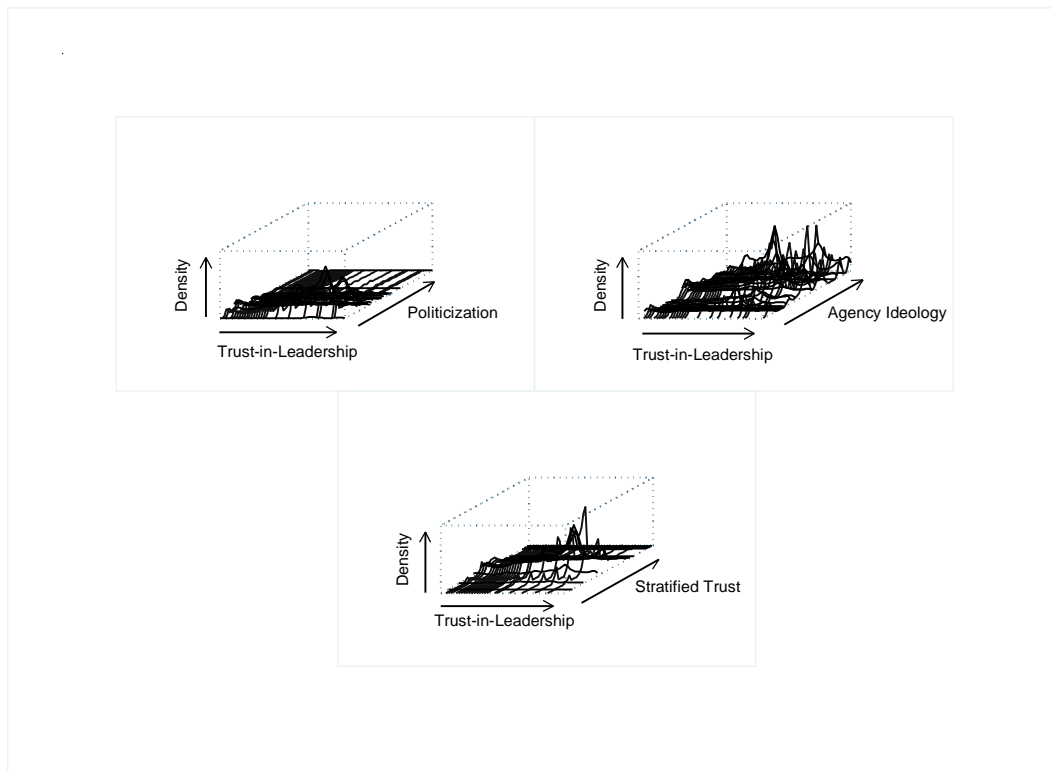 Density
Politicization
Trust-in-Leadership
Density
Agency Ideology
Trust-in-Leadership
Density
Stratified Trust
Trust-in-Leadership